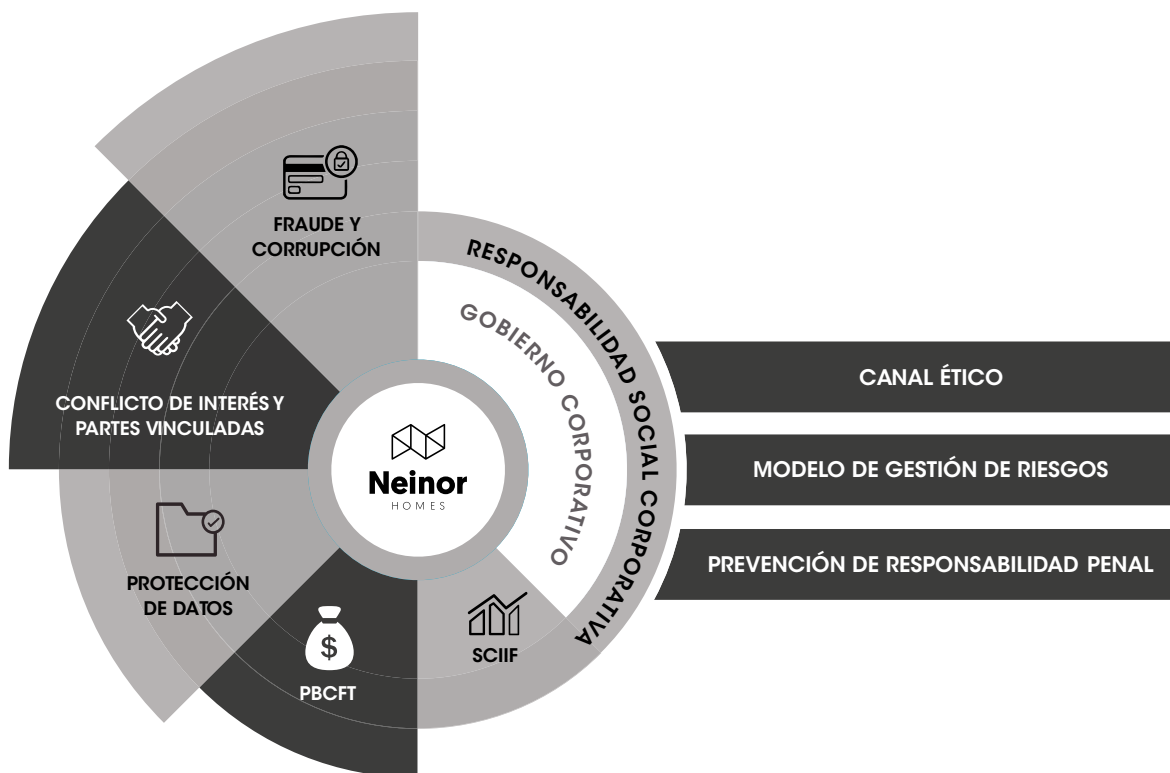 FRAUDE Y
CORRUPCIÓN
CONFLICTO DE INTERÉS Y
PARTES VINCULADAS
PROTECCIÓN
DE DATOS
$
PBCFT
SCIIF
Neinor
HOMES
GOBIERNO CORPORATIVO
RESPONSABILIDAD SOCIAL CORPORATIVA
CANAL ÉTICO
MODELO DE GESTIÓN DE RIESGOS
PREVENCIÓN DE RESPONSABILIDAD PENAL